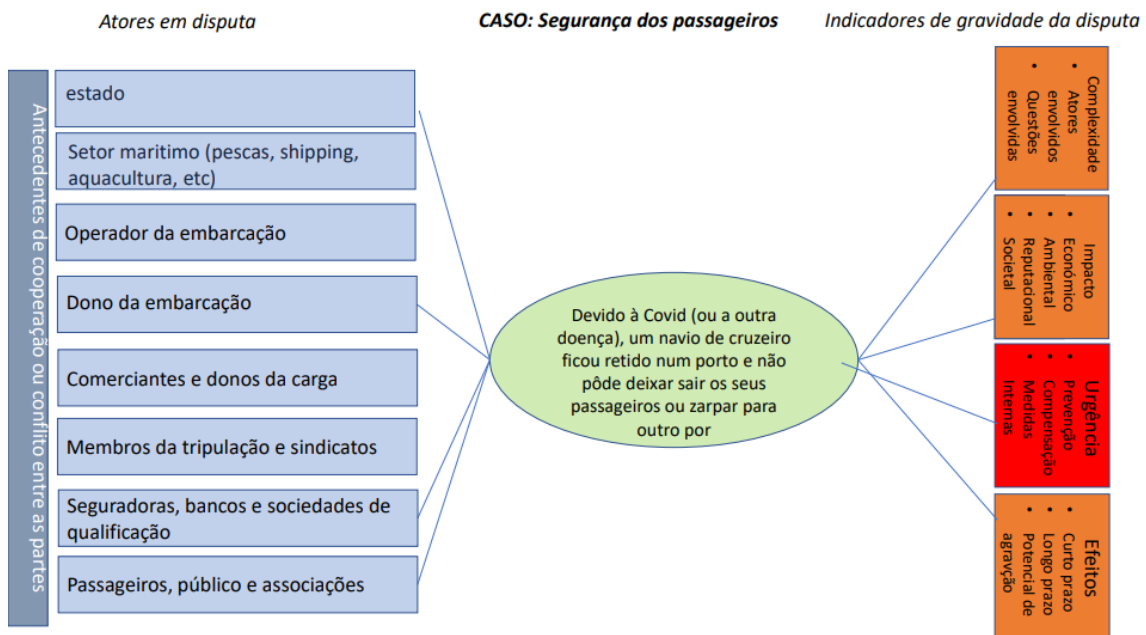 Atores em disputa
CASO: Segurança dos passageiros
Indicadores de gravidade da disputa
Antecedentes de cooperação ou conflito entre as partes
estado
Setor maritimo (pescas, shipping,
aquacultura, etc)
Operador da embarcação
Dono da embarcação
Comerciantes e donos da carga
Membros da tripulação e sindicatos
Seguradoras, bancos e sociedades de
qualificação
Passageiros, público e associações
Devido à Covid (ou a outra
doença), um navio de cruzeiro
ficou retido num porto e não
pôde deixar sair os seus
passageiros ou zarpar para
outro por
Complexidade
• Atores
envolvidos
• Questões
envolvidas
Impacto
• Económico
• Ambiental
• Reputacional
• Societal
Urgência
• Prevenção
• Compensação
• Medidas
Internas
Efeitos
• Curto prazo
• Longo prazo
• Potencial de
agravção